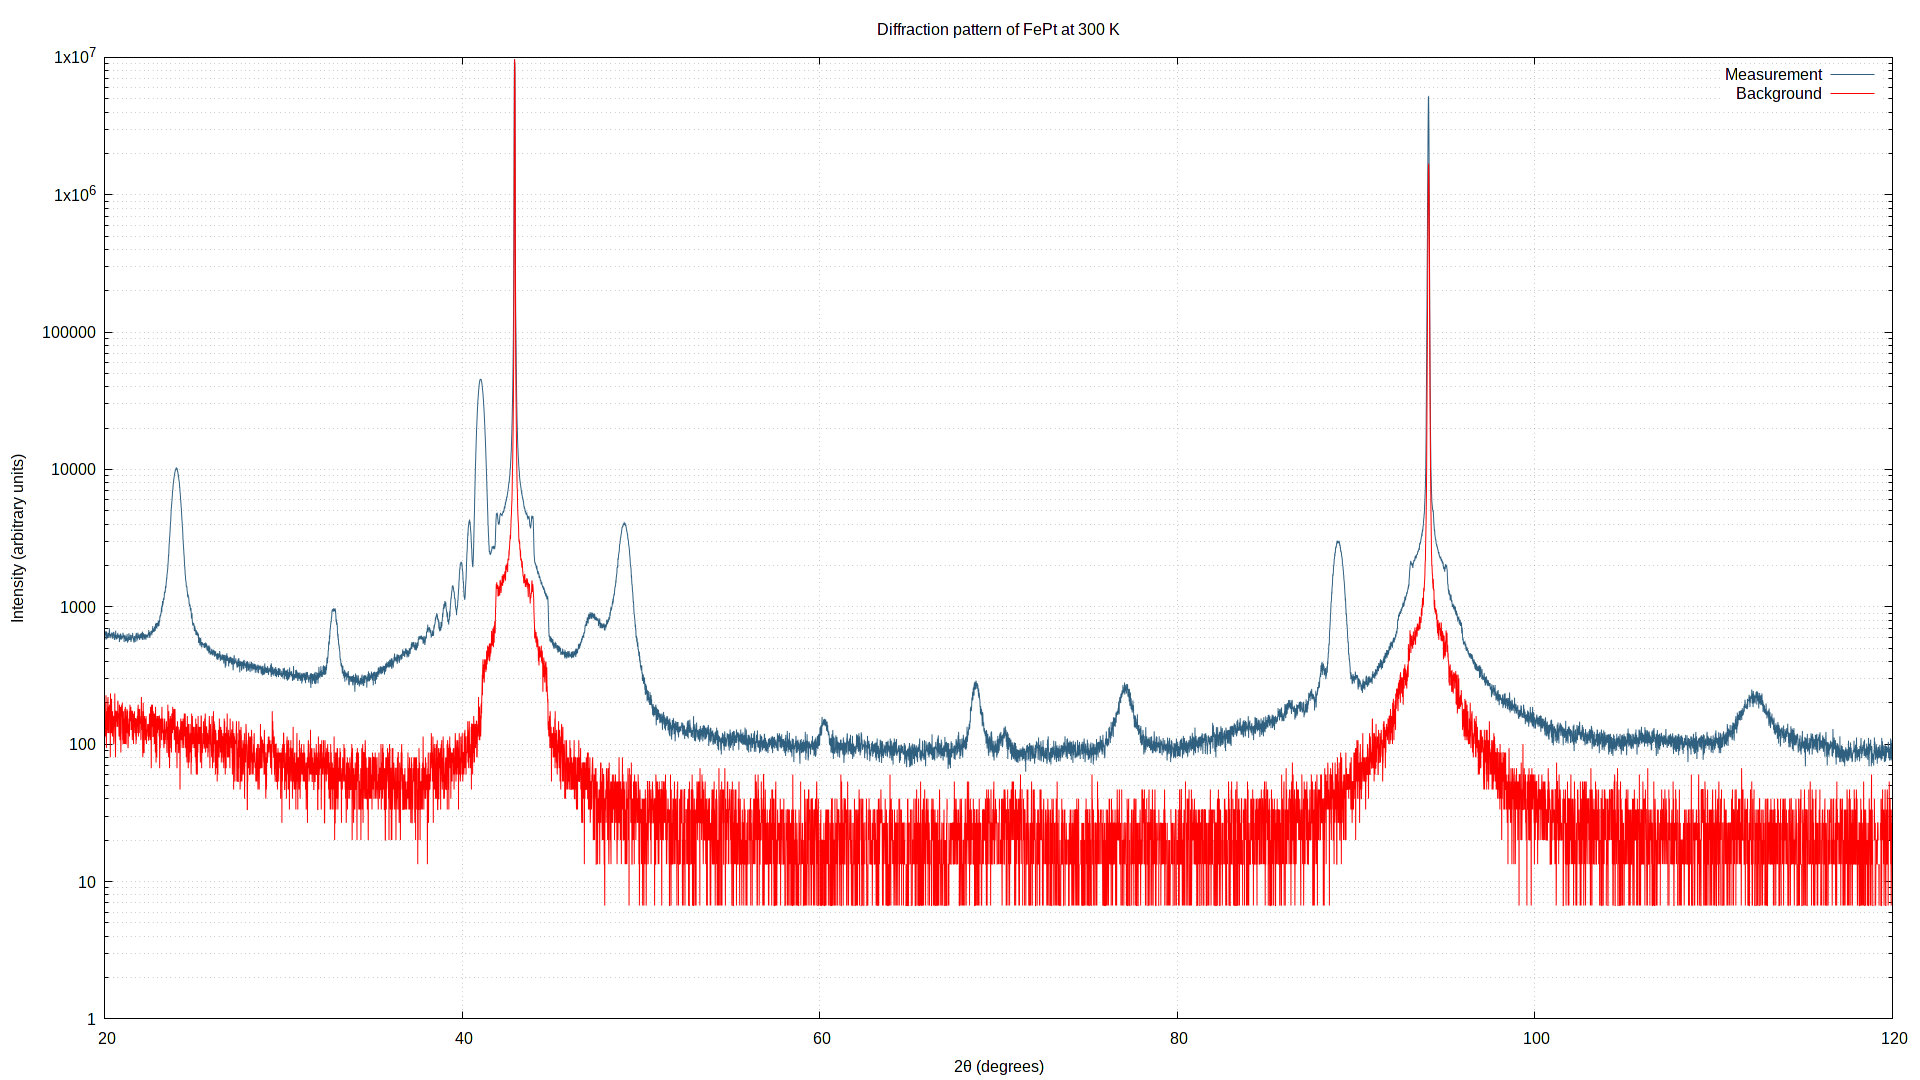 Diffraction pattern of FePt at 300 K
1x10^7
1x10^6
100000
10000
1000
100
10
1
Intensity (arbitrary units)
Measurement
Background
20 40 60 80 100 120
2θ (degrees)